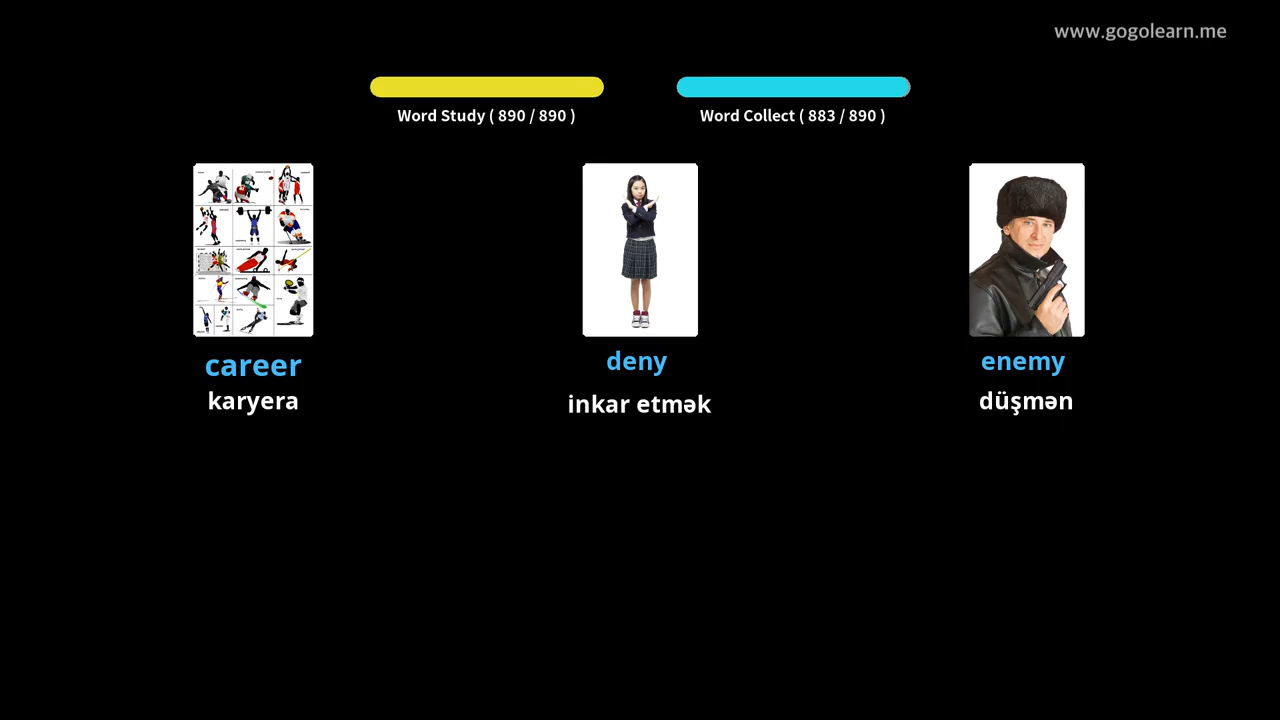 www.gogolearn.me
Word Study ( 890 / 890 )
Word Collect ( 883 / 890 )
career
karyera
deny
inkar etmək
enemy
düşmən